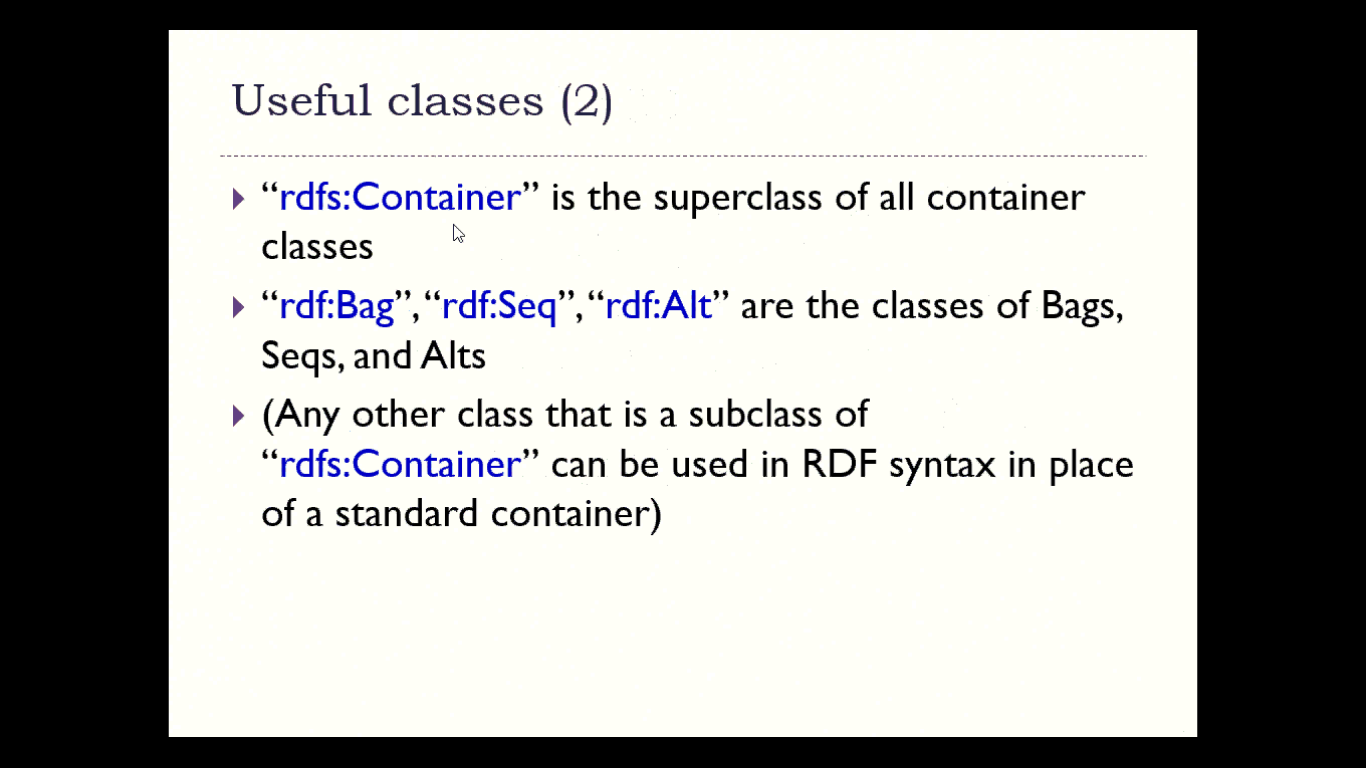 Useful classes (2)
“rdfs:Container” is the superclass of all container
classes
“rdf:Bag”, “rdf:Seq”, “rdf:Alt” are the classes of Bags,
Seqs, and Alts
(Any other class that is a subclass of
“rdfs:Container” can be used in RDF syntax in place
of a standard container)